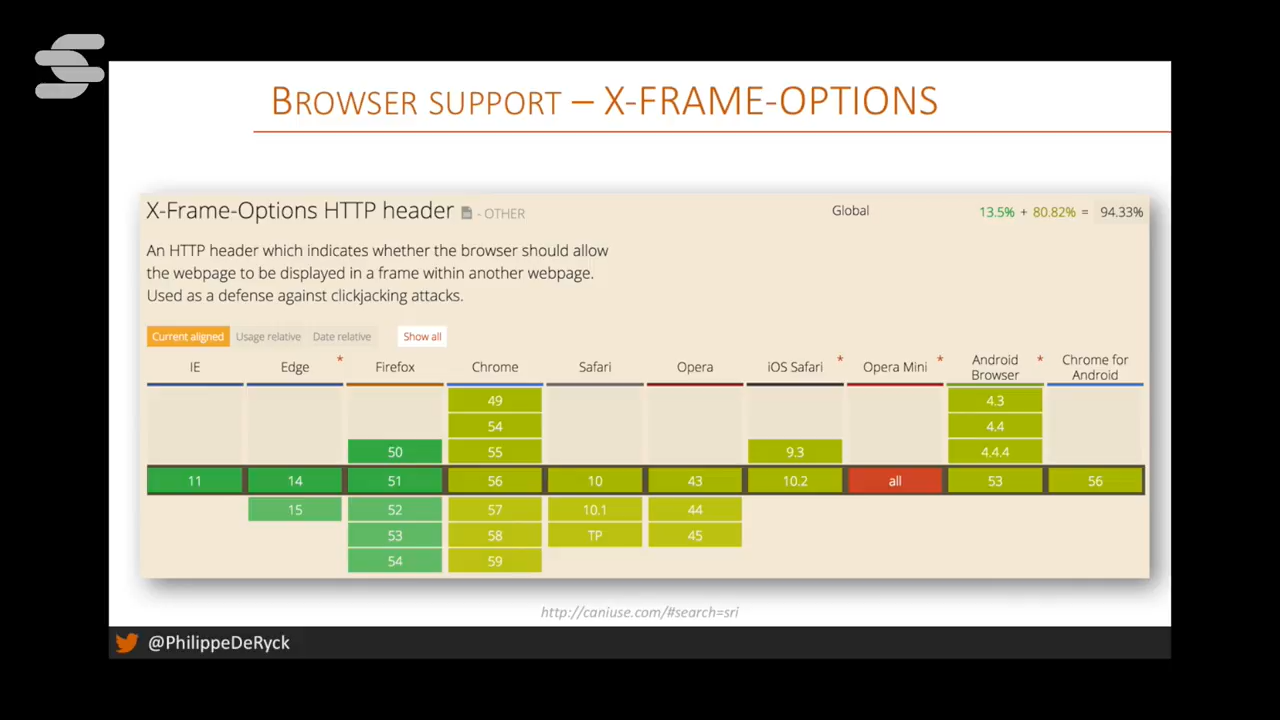 BROWSER SUPPORT – X-FRAME-OPTIONS
X-Frame-Options HTTP header - OTHER
Global 13.5% + 80.82% = 94.33%
An HTTP header which indicates whether the browser should allow
the webpage to be displayed in a frame within another webpage.
Used as a defense against clickjacking attacks.
Current aligned Usage relative Date relative Show all
IE Edge * Firefox Chrome Safari Opera iOS Safari * Opera Mini * Android Browser * Chrome for Android
49 4.3
54 4.4
50 55 9.3 4.4.4
11 14 51 56 10 43 10.2 all 53 56
15 52 57 10.1 44
53 58 TP 45
54 59
http://caniuse.com/#search=sri
@PhilippeDeRyck